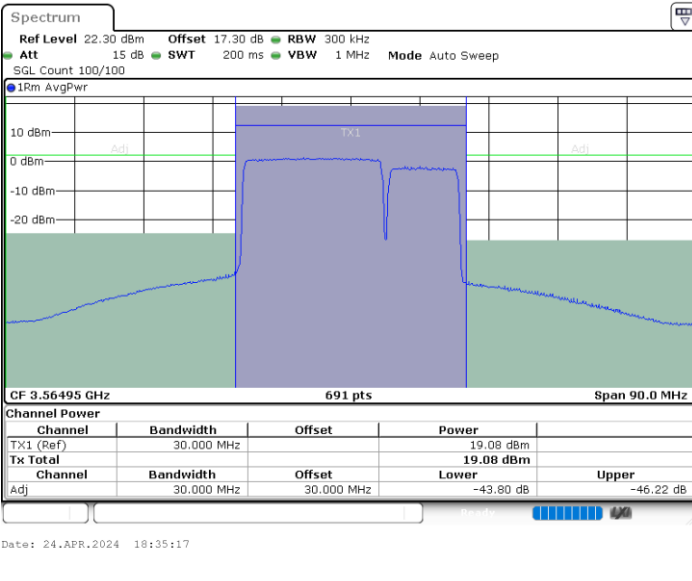 Spectrum
Ref Level 22.30 dBm Offset 17.30 dB RBW 300 kHz
Att 15 dB SWT 200 ms VBW 1 MHz Mode Auto Sweep
SGL Count 100/100
1Rm AvgPwr
10 dBm
TX1
Adj
Adj
0 dBm
-10 dBm
-20 dBm
CF 3.56495 GHz 691 pts Span 90.0 MHz
Channel Power
Channel Bandwidth Offset Power
TX1 (Ref) 30.000 MHz 19.08 dBm
Tx Total 19.08 dBm
Channel Bandwidth Offset Lower Upper
Adj 30.000 MHz 30.000 MHz -43.80 dB -46.22 dB
Ready
Date: 24.APR.2024 18:35:17